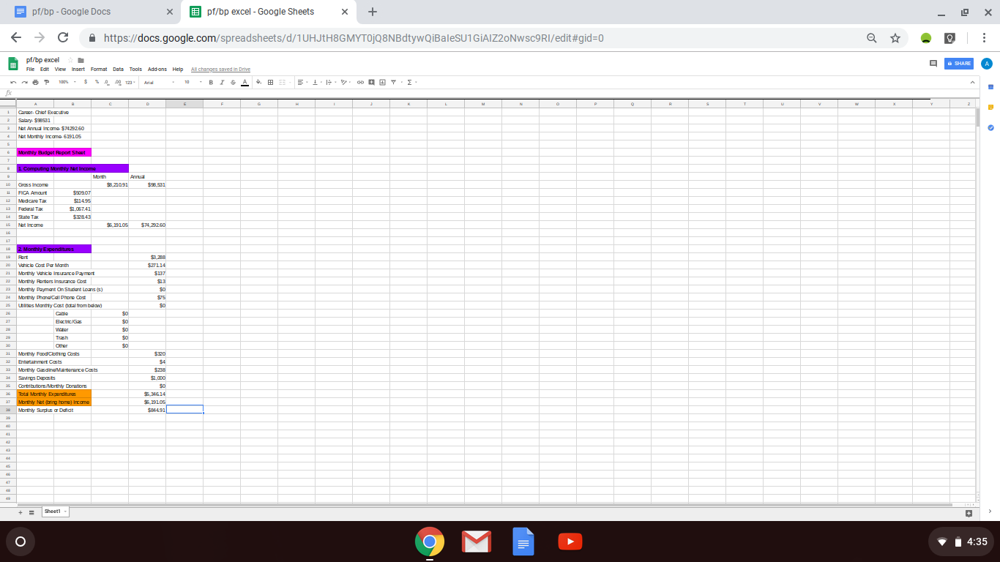 pf/bp - Google Docs
pf/bp excel - Google Sheets
https://docs.google.com/spreadsheets/d/1UHJtH8GMYT0jQ8NBdtywQiBaIeSU1GiAIZ2oNwsc9RI/edit#gid=0
pf/bp excel
File Edit View Insert Format Data Tools Add-ons Help All changes saved in Drive
SHARE
A
100% $ % .0 .00 123 Arial 10 B I S A
fx
A B C D E F G H I J K L M N O P Q R S T U V W X Y Z
1 Career- Chief Executive
2 Salary- $98531
3 Net Annual Income- $74292.60
4 Net Monthly Income- 6191.05
5
6 Monthly Budget Report Sheet
7
8 1. Computing Monthly Net Income
9 Month Annual
10 Gross Income $8,210.91 $98,531
11 FICA Amount $509.07
12 Medicare Tax $114.95
13 Federal Tax $1,067.41
14 State Tax $328.43
15 Net Income $6,191.05 $74,292.60
16
17
18 2. Monthly Expenditures
19 Rent $3,288
20 Vehicle Cost Per Month $271.14
21 Monthly Vehicle Insurance Payment $137
22 Monthly Renters Insurance Cost $13
23 Monthly Payment On Student Loans (s) $0
24 Monthly Phone/Cell Phone Cost $75
25 Utilities Monthly Cost (total from below) $0
26 Cable $0
27 Electric/Gas $0
28 Water $0
29 Trash $0
30 Other $0
31 Monthly Food/Clothing Costs $320
32 Entertainment Costs $4
33 Monthly Gasoline/Maintenance Costs $238
34 Savings Deposits $1,000
35 Contributions/Monthly Donations $0
36 Total Monthly Expenditures $5,346.14
37 Monthly Net (bring home) Income $6,191.05
38 Monthly Surplus or Deficit $844.91
39
40
41
42
43
44
45
46
47
48
49
Sheet1
4:35